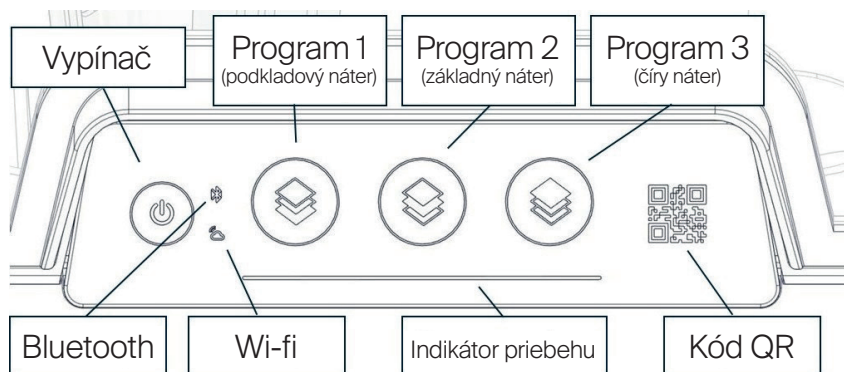 Vypínač
Program 1
(podkladový náter)
Program 2
(základný náter)
Program 3
(číry náter)
Bluetooth
Wi-fi
Indikátor priebehu
Kód QR